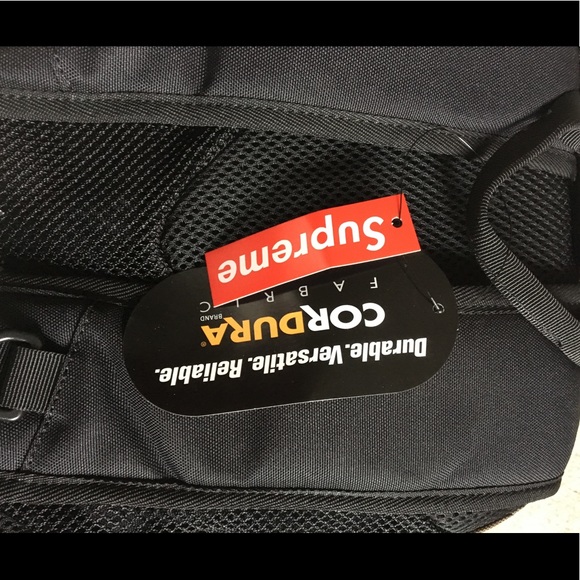 Supreme
CORDURA®
BRAND
FABRIC
Durable.Versatile.Reliable.